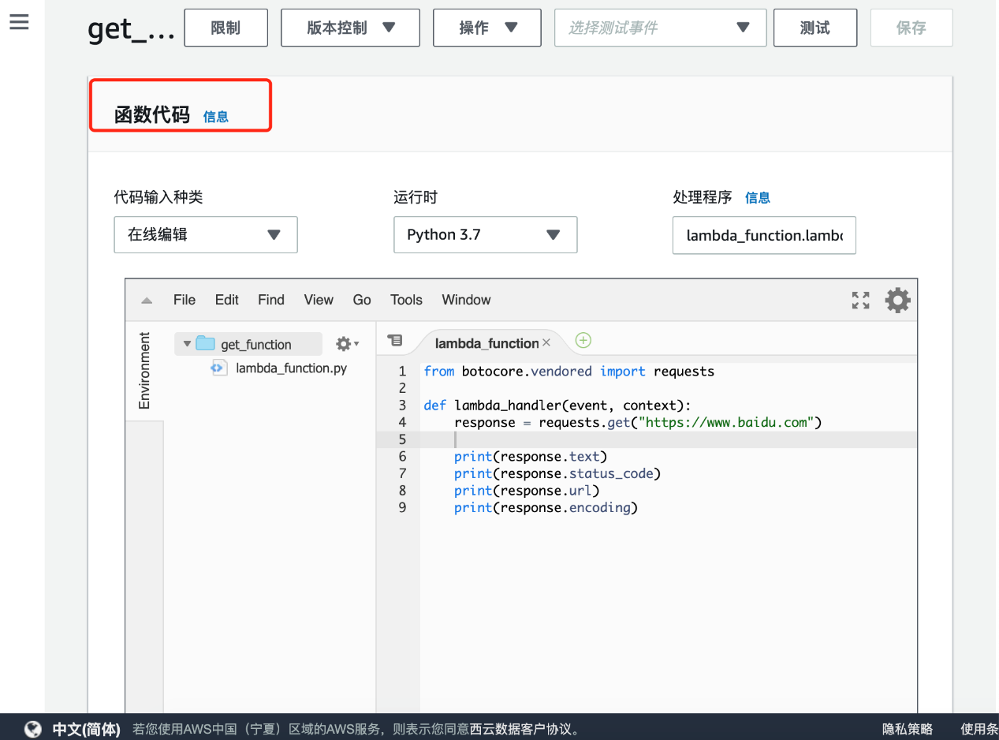 get_... 限制 版本控制 操作 选择测试事件 测试 保存
函数代码 信息
代码输入种类 运行时 处理程序 信息
在线编辑 Python 3.7 lambda_function.lambc
File Edit Find View Go Tools Window
Environment
get_function
lambda_function.py
lambda_function
1 from botocore.vendored import requests
2
3 def lambda_handler(event, context):
4     response = requests.get("https://www.baidu.com")
5
6     print(response.text)
7     print(response.status_code)
8     print(response.url)
9     print(response.encoding)
中文(简体) 若您使用AWS中国（宁夏）区域的AWS服务，则表示您同意西云数据客户协议。 隐私策略 使用条